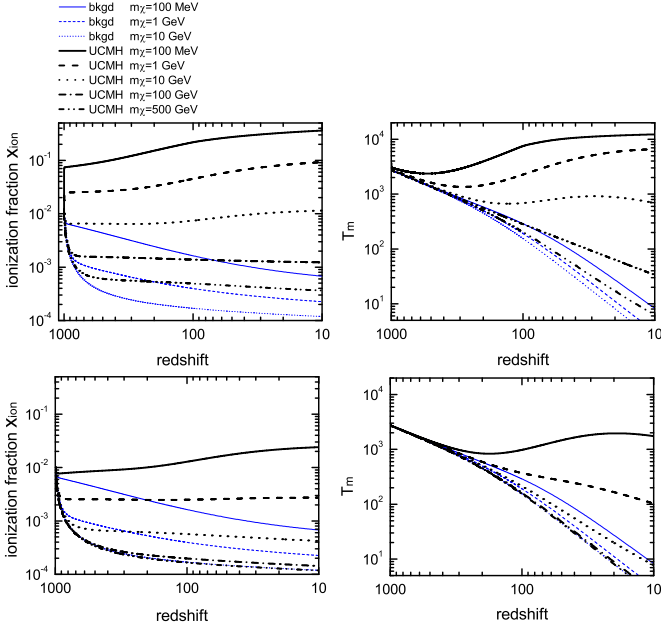 bkgd mχ=100 MeV
bkgd mχ=1 GeV
bkgd mχ=10 GeV
UCMH mχ=100 MeV
UCMH mχ=1 GeV
UCMH mχ=10 GeV
UCMH mχ=100 GeV
UCMH mχ=500 GeV
ionization fraction xion
10⁻¹
10⁻²
10⁻³
10⁻⁴
1000 100 10
redshift
Tm
10⁴
10³
10²
10¹
1000 100 10
redshift
ionization fraction xion
10⁻¹
10⁻²
10⁻³
10⁻⁴
1000 100 10
redshift
Tm
10⁴
10³
10²
10¹
1000 100 10
redshift